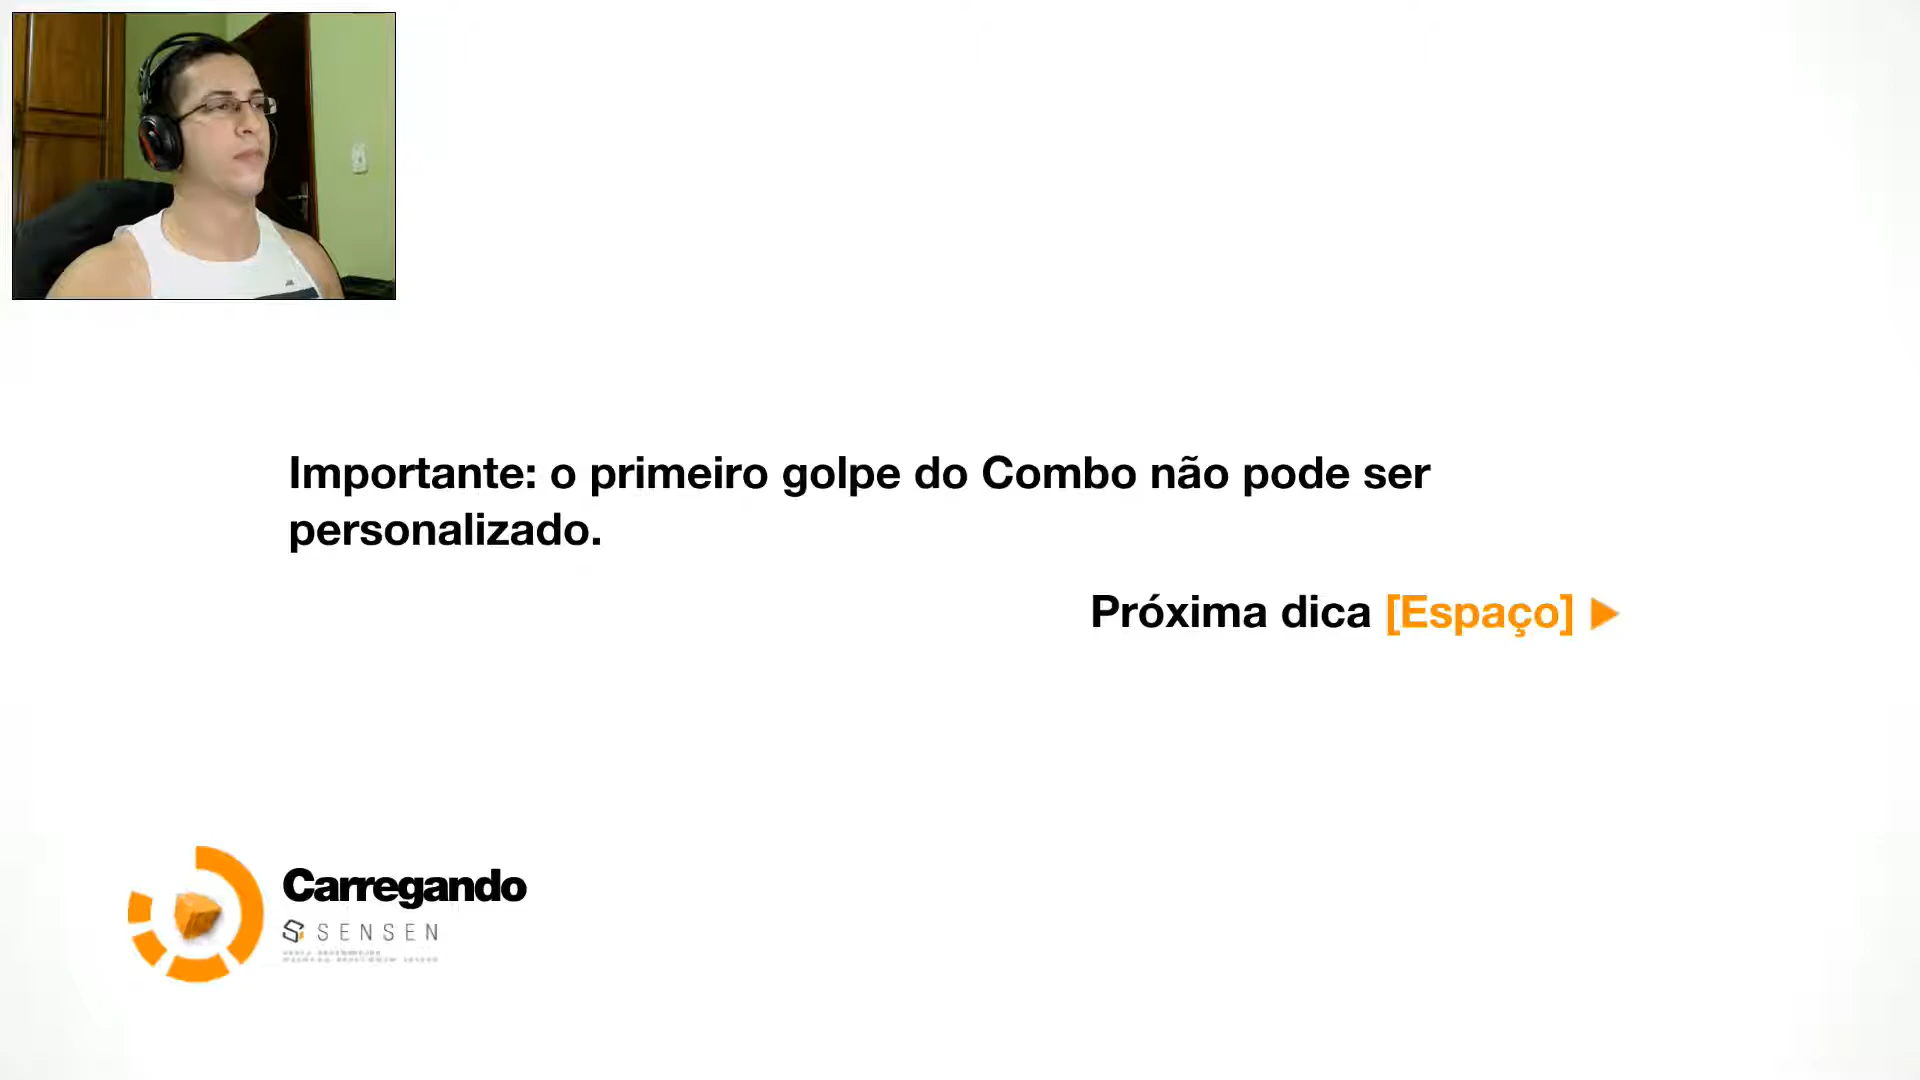 Importante: o primeiro golpe do Combo não pode ser
personalizado.
Próxima dica [Espaço]
Carregando
SENSEN